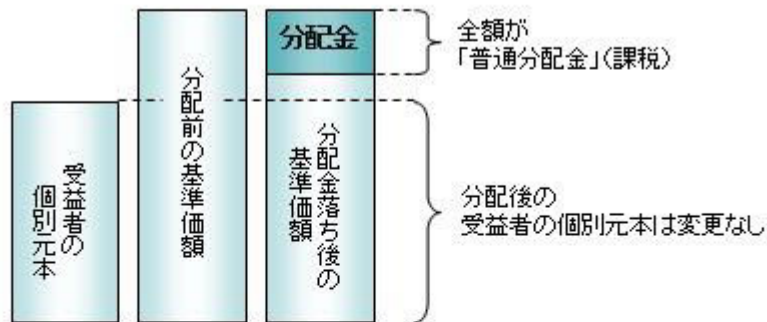 受益者の
個別元本
分配前の基準価額
分配金
分配金落ち後の
基準価額
全額が
「普通分配金」(課税)
分配後の
受益者の個別元本は変更なし